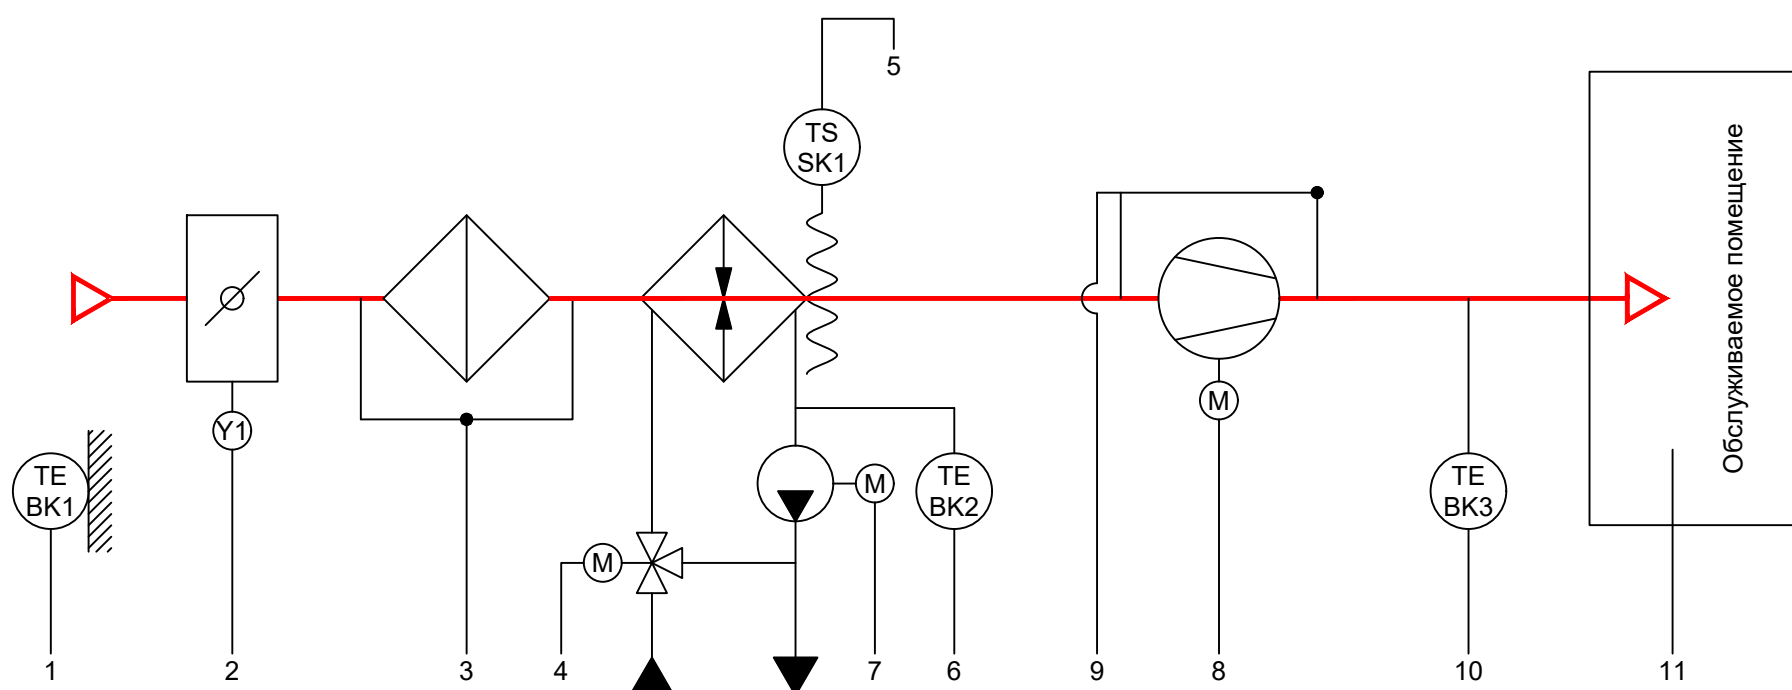 5
TS
SK1
Обслуживаемое помещение
Y1
M
TE
BK1
M
TE
BK2
TE
BK3
M
1
2
3
4
7
6
9
8
10
11